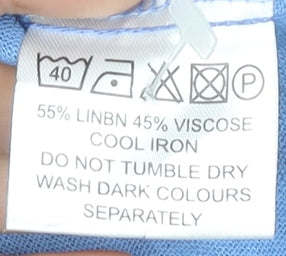 40 P
55% LINBN 45% VISCOSE
COOL IRON
DO NOT TUMBLE DRY
WASH DARK COLOURS
SEPARATELY